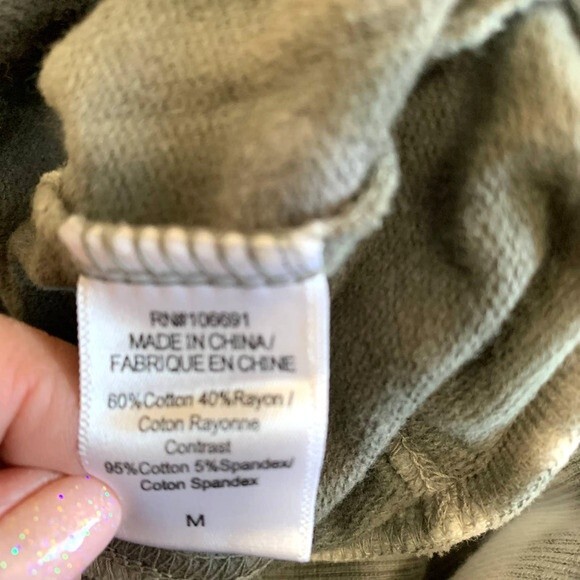 RN#106691
MADE IN CHINA/
FABRIQUE EN CHINE
60%Cotton 40%Rayon /
Coton Rayonne
Contrast
95%Cotton 5%Spandex/
Coton Spandex
M